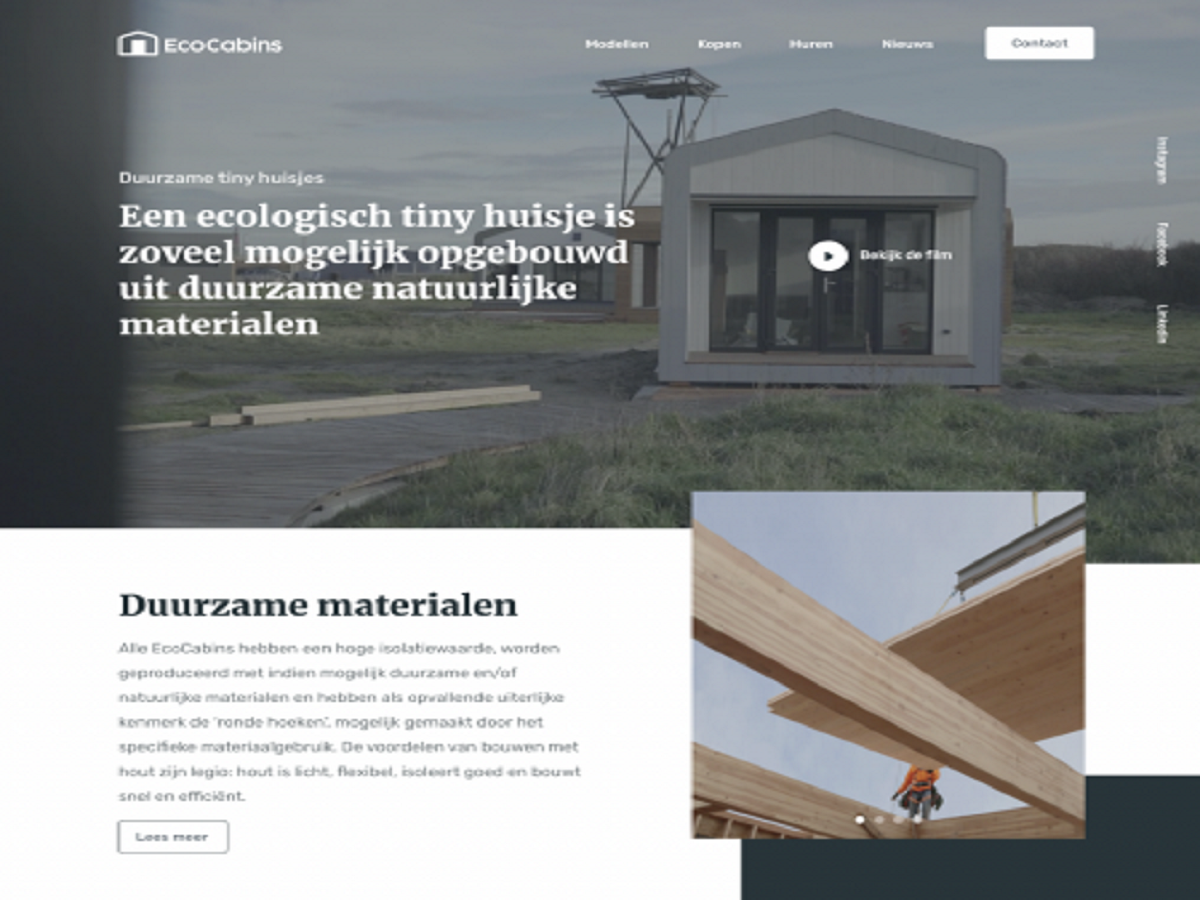 EcoCabins
Modellen Kopen Huren Nieuws Contact
Instagram
Facebook
LinkedIn
Duurzame tiny huisjes
Een ecologisch tiny huisje is
zoveel mogelijk opgebouwd
uit duurzame natuurlijke
materialen
Bekijk de film
Duurzame materialen
Alle EcoCabins hebben een hoge isolatiewaarde, worden
geproduceerd met indien mogelijk duurzame en/of
natuurlijke materialen en hebben als opvallende uiterlijke
kenmerk de 'ronde hoeken', mogelijk gemaakt door het
specifieke materiaalgebruik. De voordelen van bouwen met
hout zijn legio: hout is licht, flexibel, isoleert goed en bouwt
snel en efficiënt.
Lees meer